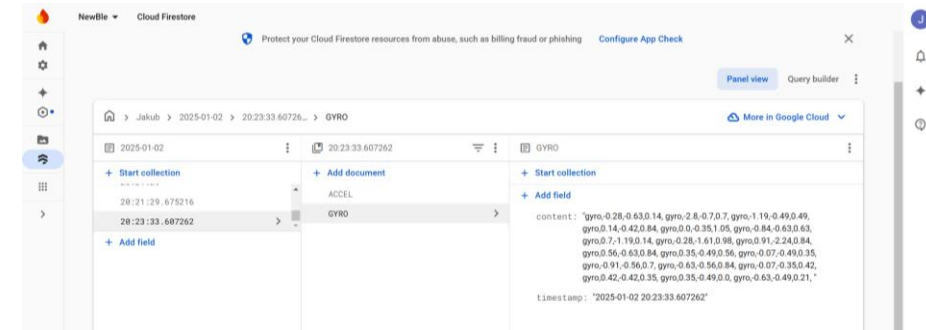 NewBle Cloud Firestore
J
Protect your Cloud Firestore resources from abuse, such as billing fraud or phishing Configure App Check
Panel view Query builder
Jakub > 2025-01-02 > 20:23:33.60726... > GYRO
More in Google Cloud
2025-01-02
20:23:33.607262
GYRO
+ Start collection
+ Add document
+ Start collection
20:21:29.675216
20:23:33.607262
+ Add field
ACCEL
GYRO
+ Add field
content: "gyro,-0.28,-0.63,0.14, gyro,-2.8,-0.7,0.7, gyro,-1.19,-0.49,0.49,
gyro,0.14,-0.42,0.84, gyro,0.0,-0.35,1.05, gyro,-0.84,-0.63,0.63,
gyro,0.7,-1.19,0.14, gyro,-0.28,-1.61,0.98, gyro,0.91,-2.24,0.84,
gyro,0.56,-0.63,0.84, gyro,0.35,-0.49,0.56, gyro,-0.07,-0.49,0.35,
gyro,-0.91,-0.56,0.7, gyro,-0.63,-0.56,0.84, gyro,-0.07,-0.35,0.42,
gyro,0.42,-0.42,0.35, gyro,0.35,-0.49,0.0, gyro,-0.63,-0.49,0.21, "
timestamp: "2025-01-02 20:23:33.607262"